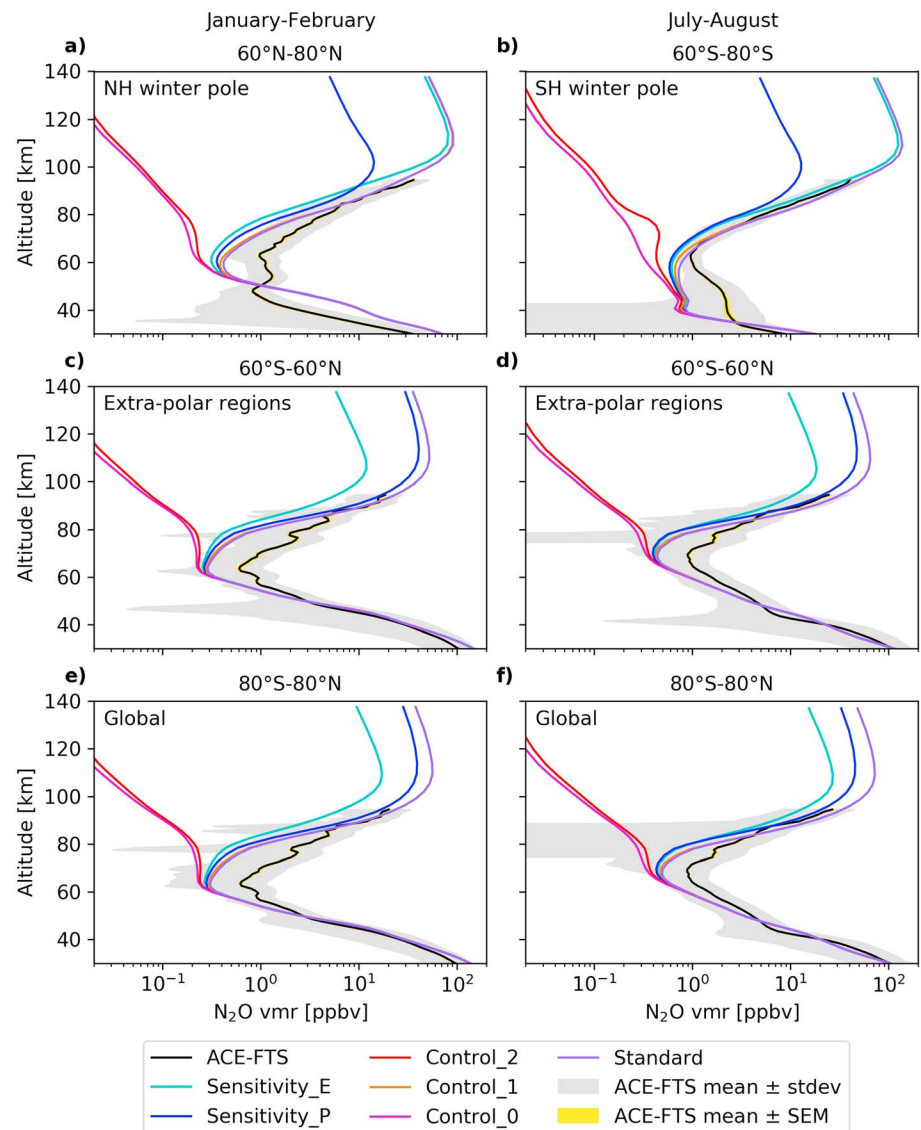 January-February
July-August
a)
60°N-80°N
b)
60°S-80°S
NH winter pole
SH winter pole
140
120
100
80
60
40
Altitude [km]
c)
60°S-60°N
d)
60°S-60°N
Extra-polar regions
Extra-polar regions
140
120
100
80
60
40
Altitude [km]
e)
80°S-80°N
f)
80°S-80°N
Global
Global
140
120
100
80
60
40
Altitude [km]
10⁻¹ 10⁰ 10¹ 10²
10⁻¹ 10⁰ 10¹ 10²
N₂O vmr [ppbv]
N₂O vmr [ppbv]
ACE-FTS
Sensitivity_E
Sensitivity_P
Control_2
Control_1
Control_0
Standard
ACE-FTS mean ± stdev
ACE-FTS mean ± SEM